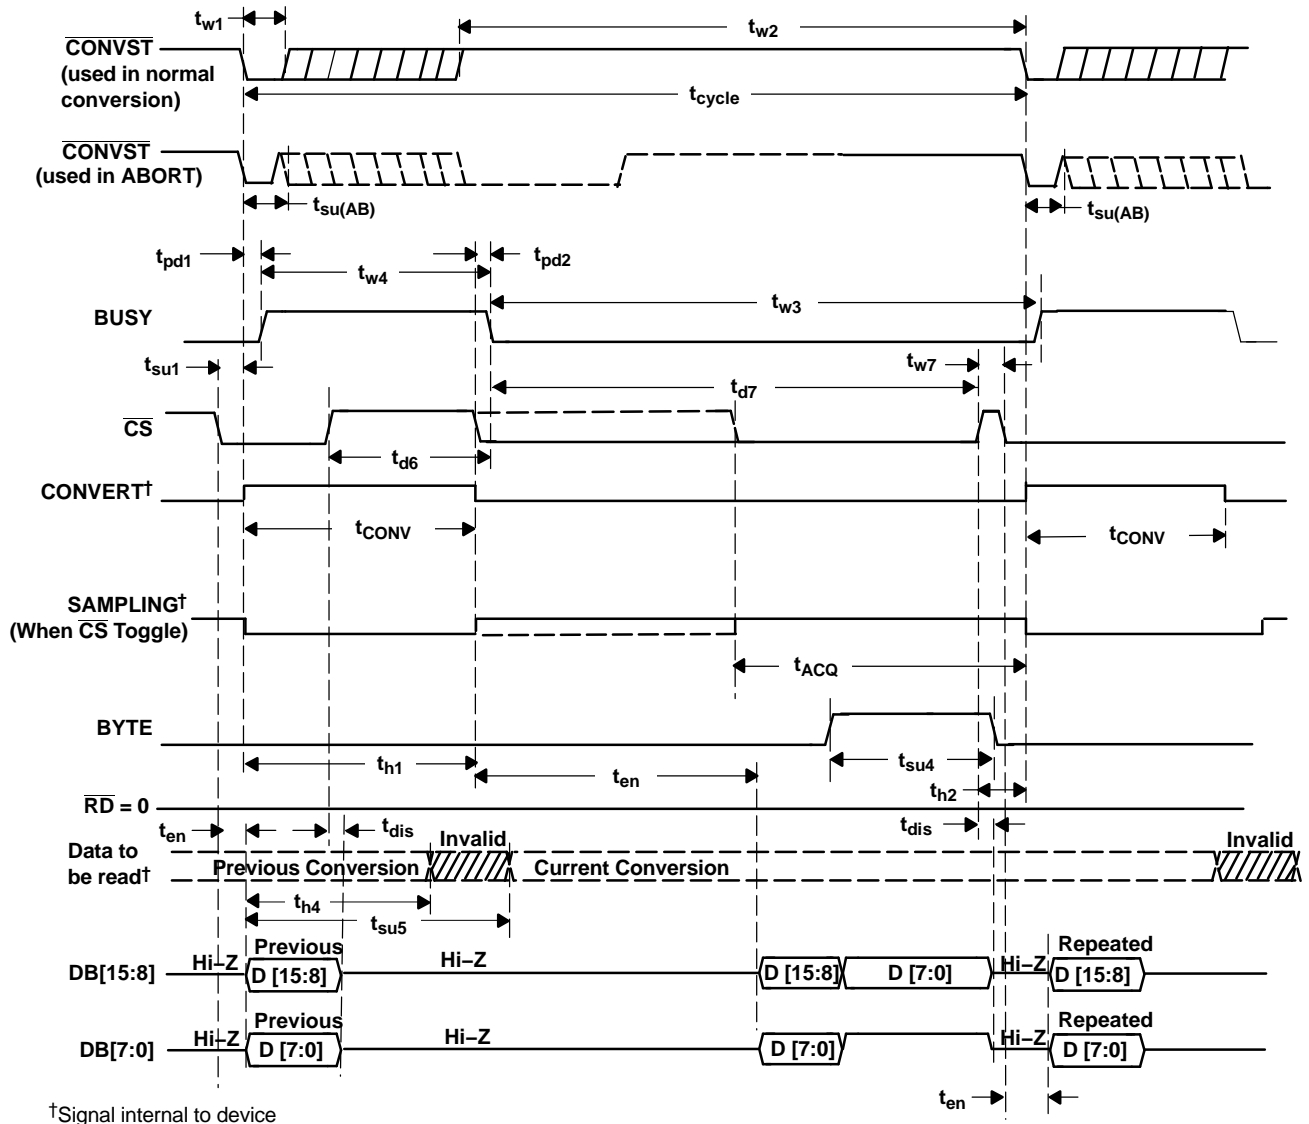 tw1
tw2
CONVST
(used in normal
conversion)
tcycle
CONVST
(used in ABORT)
tsu(AB)
tsu(AB)
tpd1
tw4
tpd2
tw3
BUSY
tsu1
tw7
td7
CS
td6
CONVERT†
tCONV
tCONV
SAMPLING†
(When CS Toggle)
tACQ
BYTE
th1
ten
tsu4
th2
RD = 0
ten
tdis
tdis
Data to
be read†
Previous Conversion
Invalid
Current Conversion
Invalid
th4
tsu5
DB[15:8]
Hi–Z
Previous
D [15:8]
Hi–Z
D [15:8]
D [7:0]
Hi–Z
Repeated
D [15:8]
DB[7:0]
Hi–Z
Previous
D [7:0]
Hi–Z
D [7:0]
Hi–Z
Repeated
D [7:0]
ten
†Signal internal to device